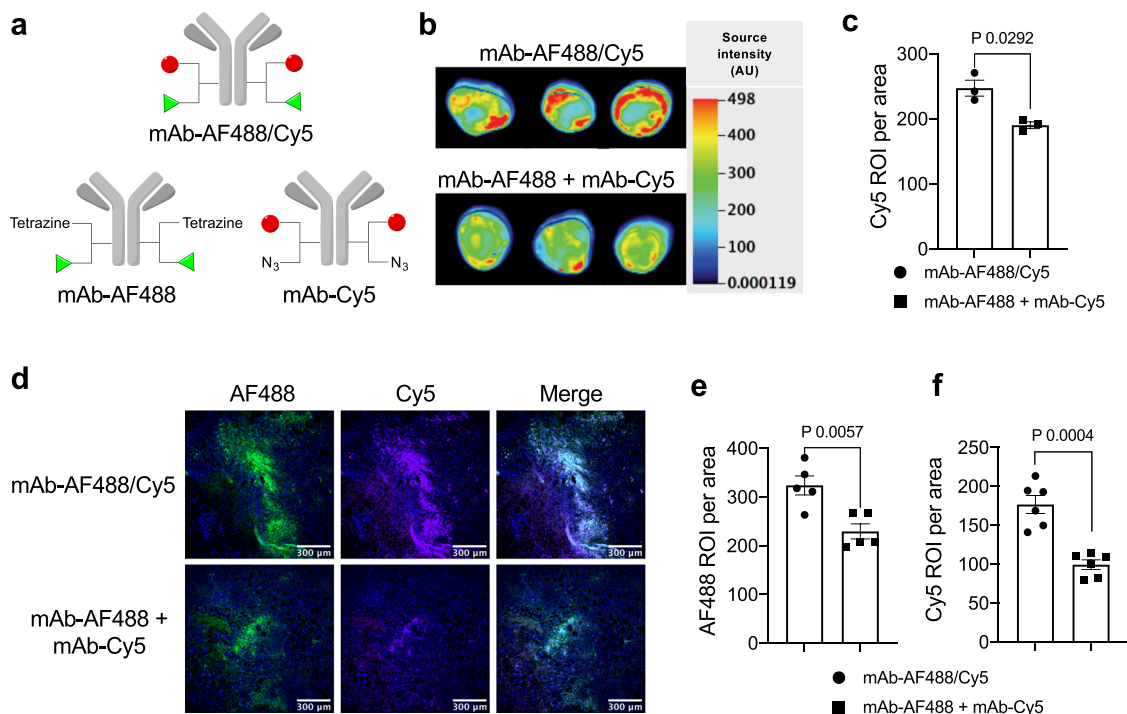 a
mAb-AF488/Cy5
Tetrazine
Tetrazine
mAb-AF488
N3
N3
mAb-Cy5
b
mAb-AF488/Cy5
mAb-AF488 + mAb-Cy5
Source
intensity
(AU)
498
400
300
200
100
0.000119
c
P 0.0292
Cy5 ROI per area
300
200
100
0
mAb-AF488/Cy5
mAb-AF488 + mAb-Cy5
d
AF488
Cy5
Merge
mAb-AF488/Cy5
300 µm
300 µm
300 µm
mAb-AF488 +
mAb-Cy5
300 µm
300 µm
300 µm
e
P 0.0057
AF488 ROI per area
400
300
200
0
f
P 0.0004
Cy5 ROI per area
250
200
150
100
50
0
mAb-AF488/Cy5
mAb-AF488 + mAb-Cy5